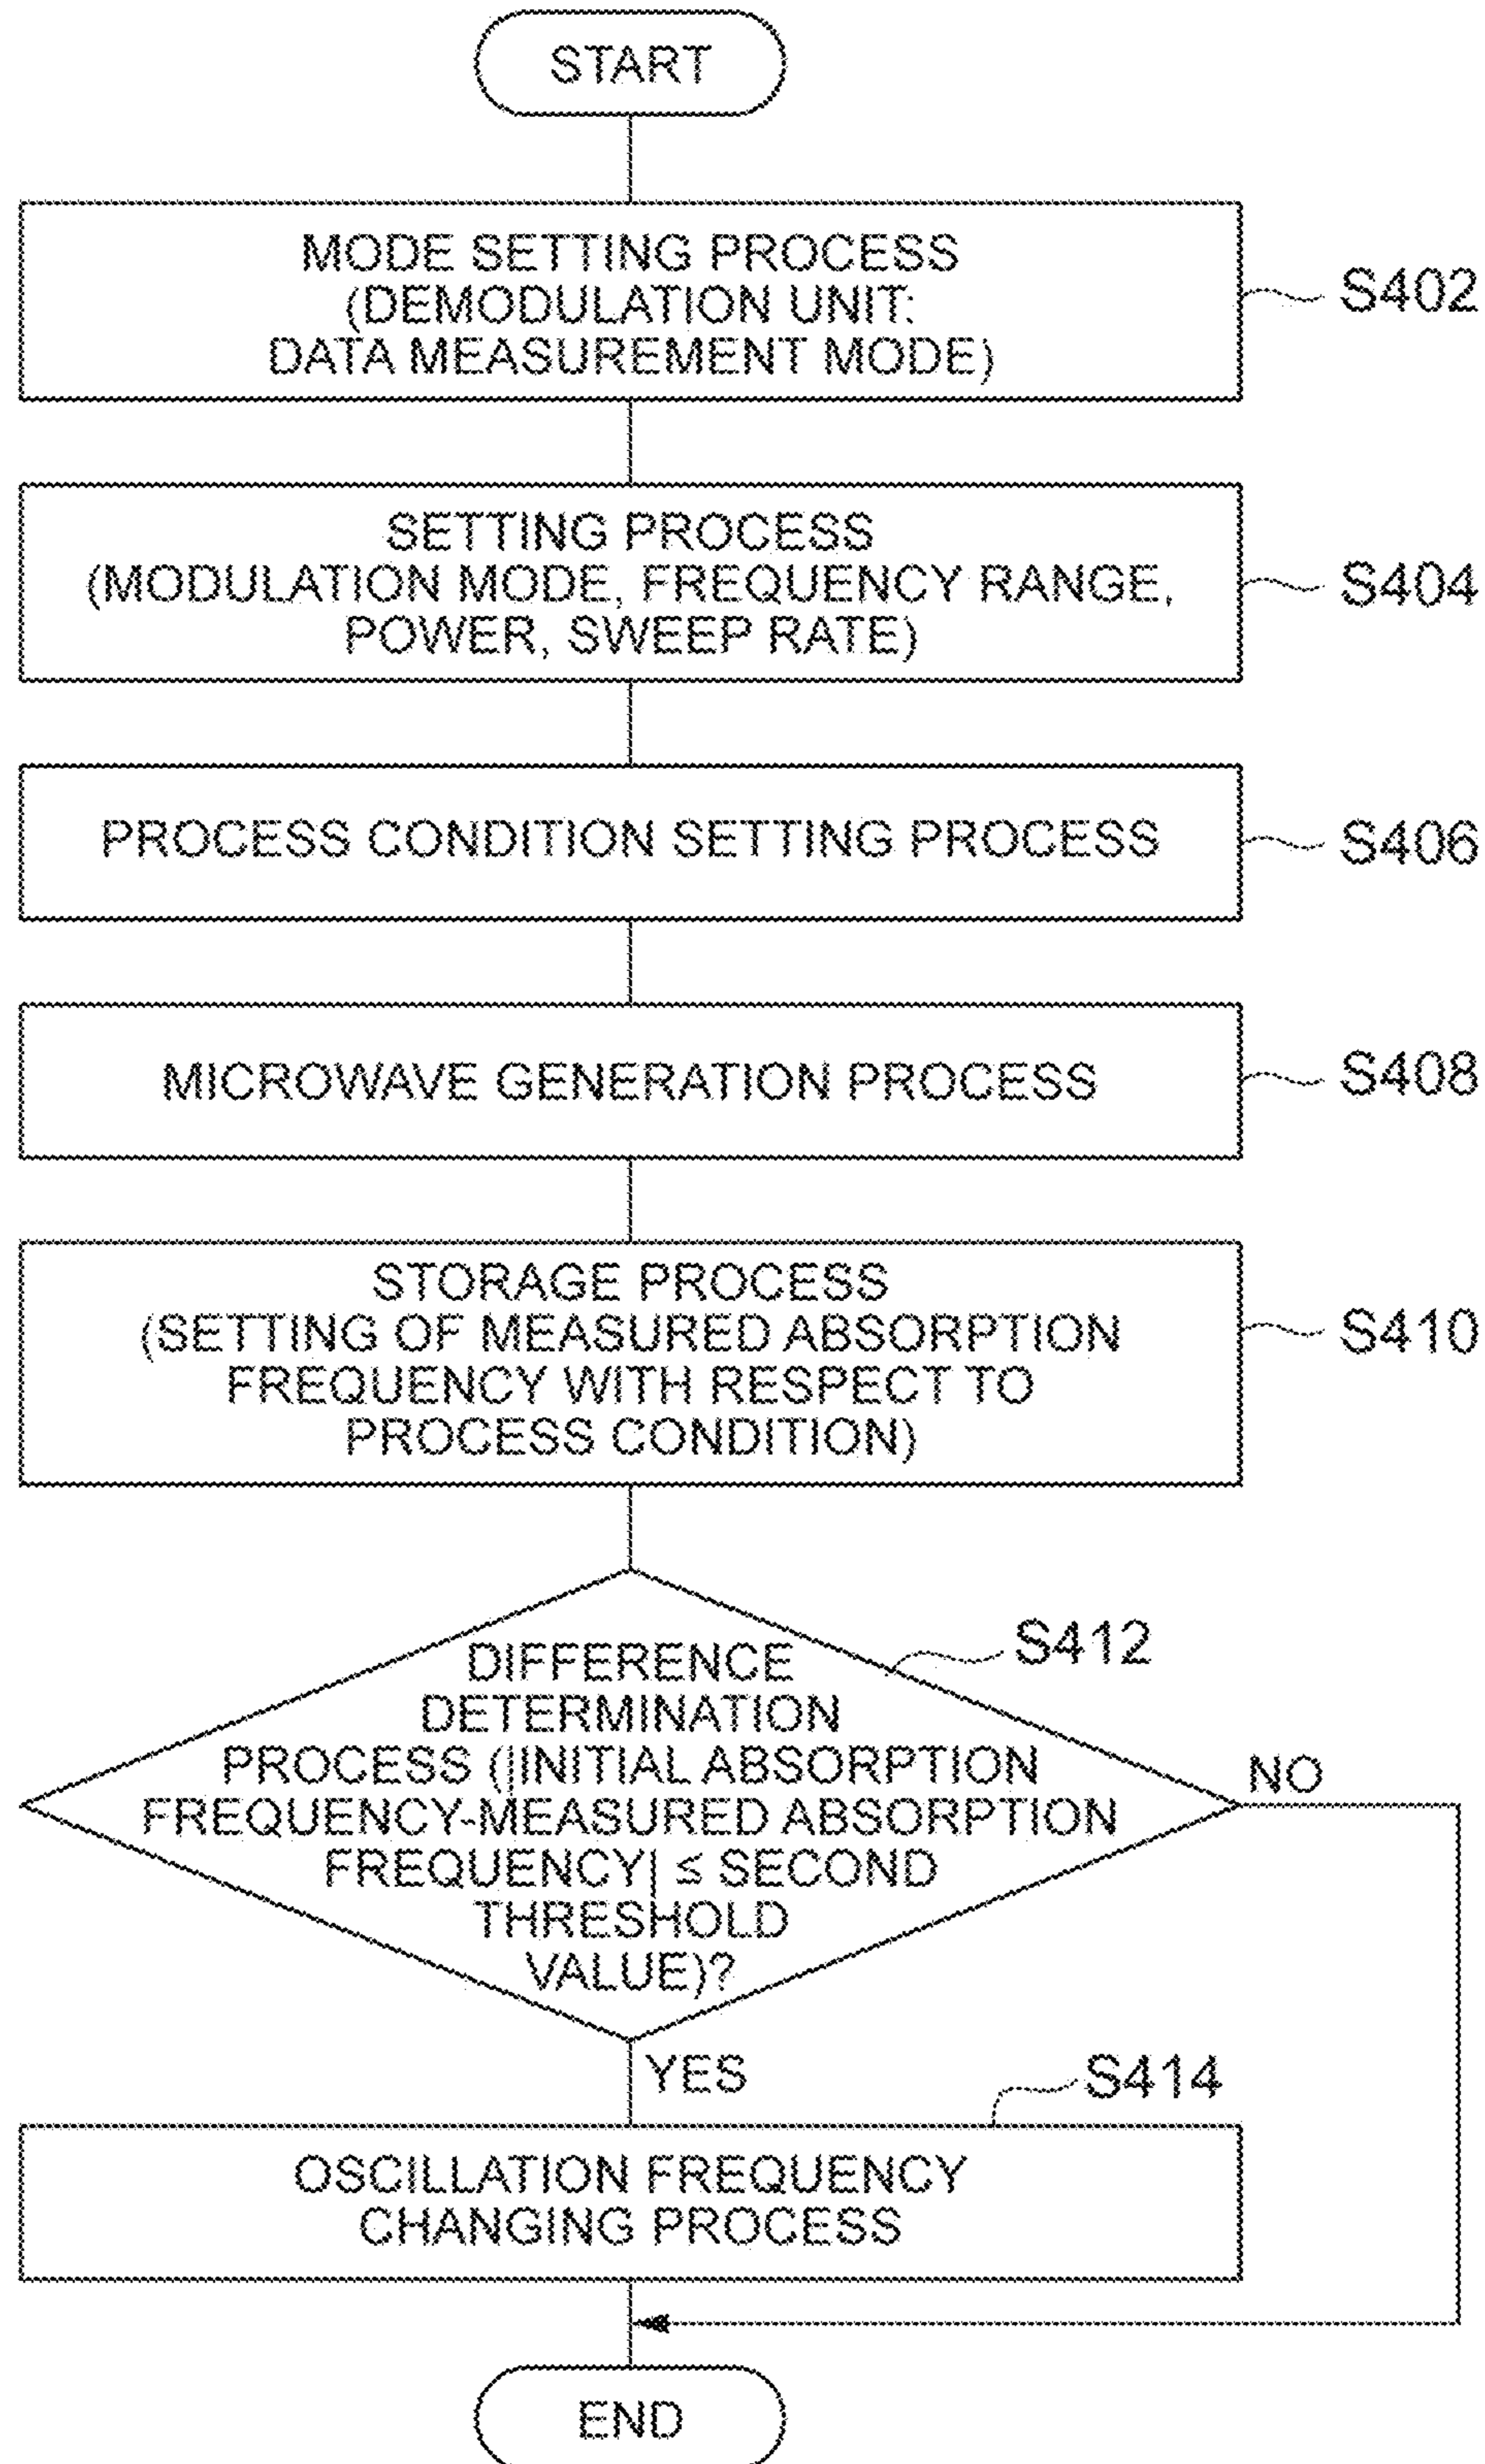 START
MODE SETTING PROCESS
(DEMODULATION UNIT:
DATA MEASUREMENT MODE)
S402
SETTING PROCESS
(MODULATION MODE, FREQUENCY RANGE,
POWER, SWEEP RATE)
S404
PROCESS CONDITION SETTING PROCESS
S406
MICROWAVE GENERATION PROCESS
S408
STORAGE PROCESS
(SETTING OF MEASURED ABSORPTION
FREQUENCY WITH RESPECT TO
PROCESS CONDITION)
S410
S412
DIFFERENCE
DETERMINATION
PROCESS (|INITIAL ABSORPTION
FREQUENCY-MEASURED ABSORPTION
FREQUENCY| ≤ SECOND
THRESHOLD
VALUE)?
NO
YES
S414
OSCILLATION FREQUENCY
CHANGING PROCESS
END